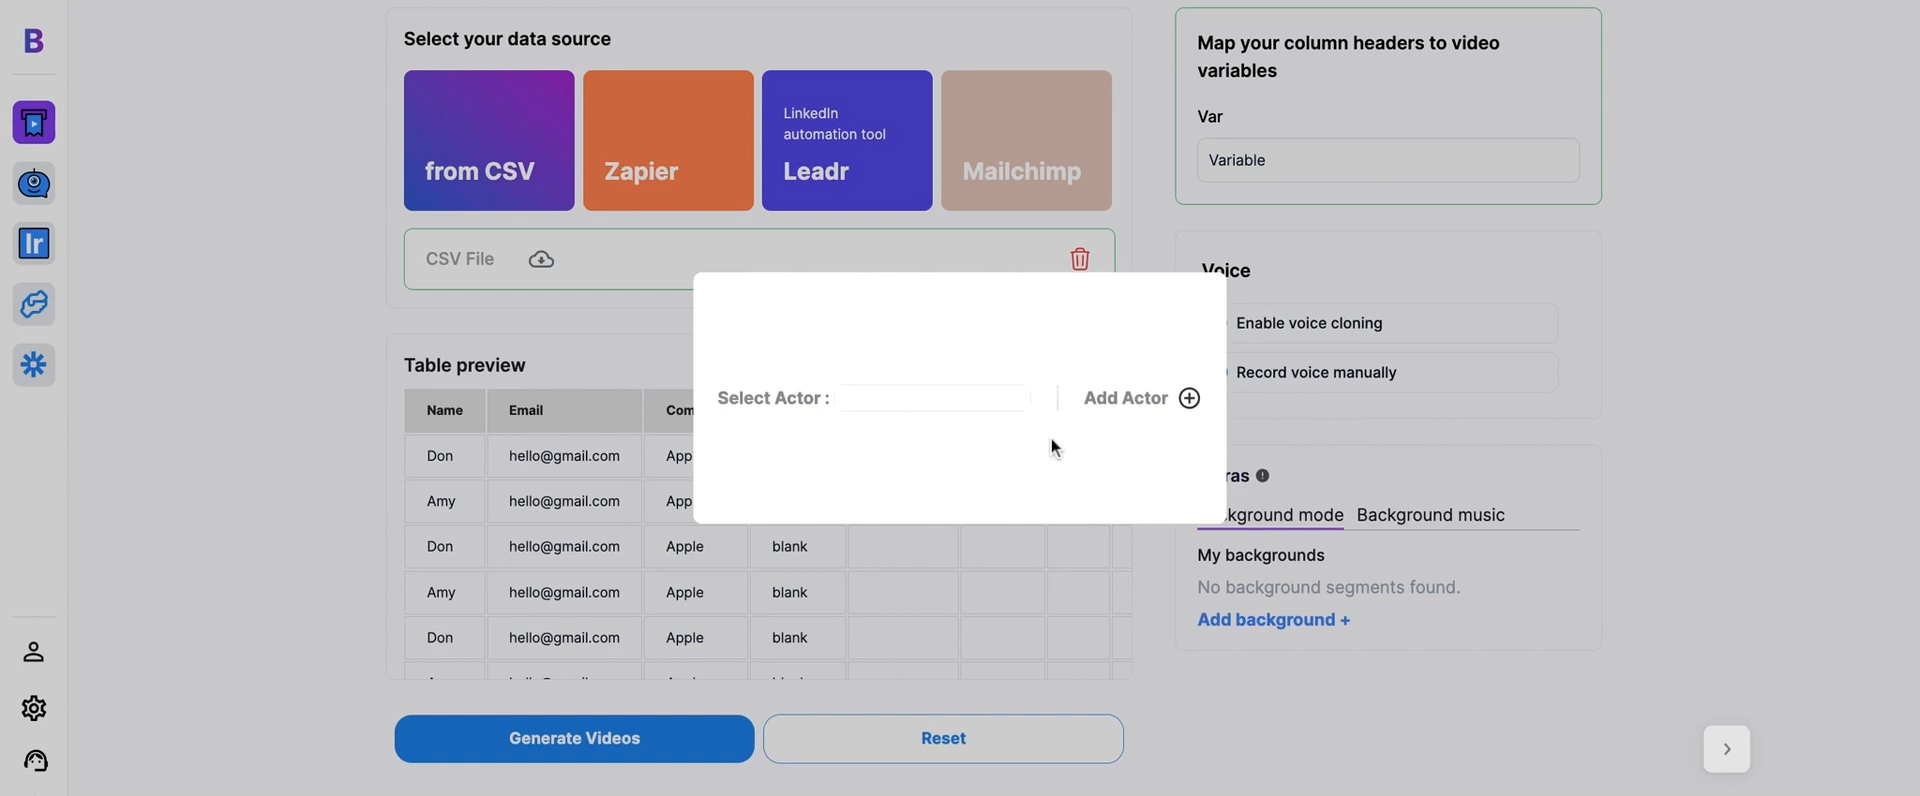 B
Select your data source
from CSV
Zapier
LinkedIn
automation tool
Leadr
Mailchimp
CSV File
Table preview
Name Email Com
Don hello@gmail.com App
Amy hello@gmail.com App
Don hello@gmail.com Apple blank
Amy hello@gmail.com Apple blank
Don hello@gmail.com Apple blank
Generate Videos
Reset
Select Actor :
Add Actor
Map your column headers to video
variables
Var
Variable
Voice
Enable voice cloning
Record voice manually
ras
kground mode Background music
My backgrounds
No background segments found.
Add background +
lr